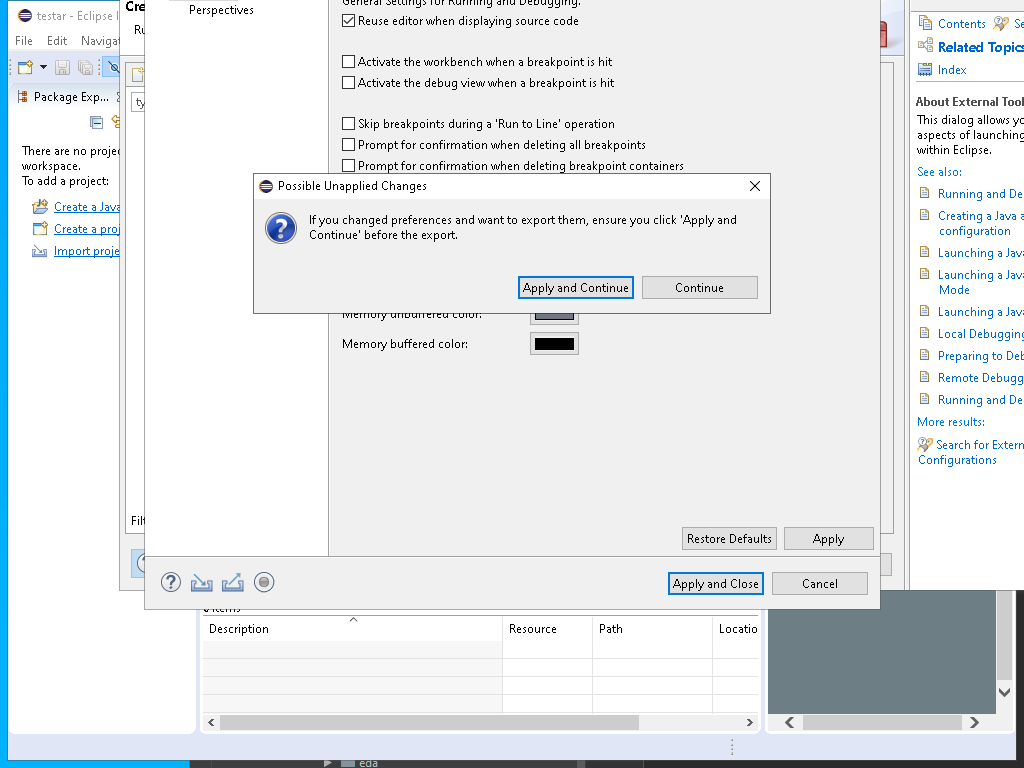 testar - Eclipse I
File Edit Navigat
Package Exp...
There are no proje
workspace.
To add a project:
Create a Java
Create a proj
Import proje
Cre
Ru
ty
Filt
Perspectives
General Settings for Running and Debugging.
Reuse editor when displaying source code
Activate the workbench when a breakpoint is hit
Activate the debug view when a breakpoint is hit
Skip breakpoints during a 'Run to Line' operation
Prompt for confirmation when deleting all breakpoints
Prompt for confirmation when deleting breakpoint containers
Possible Unapplied Changes
If you changed preferences and want to export them, ensure you click 'Apply and
Continue' before the export.
Apply and Continue Continue
Memory unbuffered color:
Memory buffered color:
Restore Defaults Apply
Apply and Close Cancel
items
Description Resource Path Locatio
Contents Se
Related Topics
Index
About External Tool
This dialog allows yo
aspects of launching
within Eclipse.
See also:
Running and De
Creating a Java a
configuration
Launching a Java
Launching a Java
Mode
Launching a Java
Local Debugging
Preparing to Deb
Remote Debugg
Running and De
More results:
Search for Extern
Configurations
eda